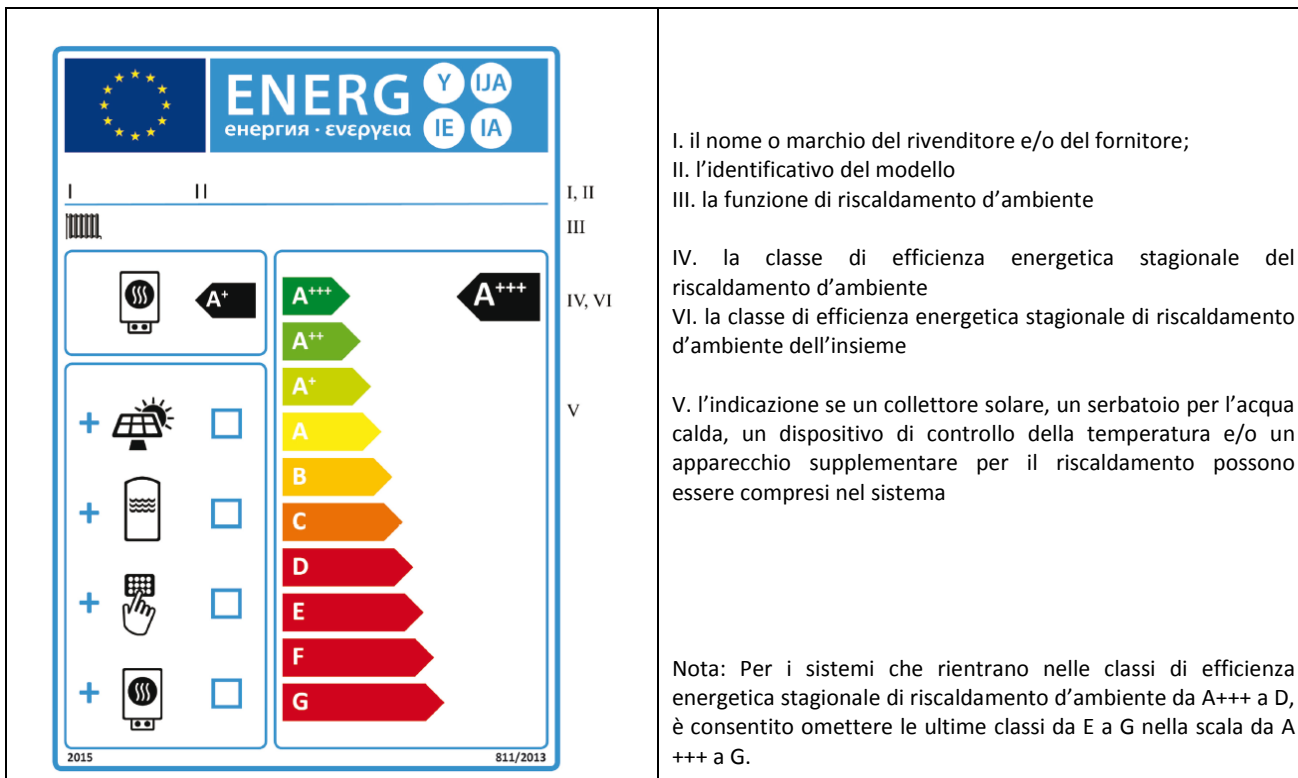 ENERG
Y IJA
IE IA
енергия · ενεργεια
I II
I, II
III
A+
A+++
A+++
IV, VI
A++
A+
A
V
B
C
D
E
F
G
2015
811/2013
I. il nome o marchio del rivenditore e/o del fornitore;
II. l’identificativo del modello
III. la funzione di riscaldamento d’ambiente
IV. la classe di efficienza energetica stagionale del
riscaldamento d’ambiente
VI. la classe di efficienza energetica stagionale di riscaldamento
d’ambiente dell’insieme
V. l’indicazione se un collettore solare, un serbatoio per l’acqua
calda, un dispositivo di controllo della temperatura e/o un
apparecchio supplementare per il riscaldamento possono
essere compresi nel sistema
Nota: Per i sistemi che rientrano nelle classi di efficienza
energetica stagionale di riscaldamento d’ambiente da A+++ a D,
è consentito omettere le ultime classi da E a G nella scala da A
+++ a G.